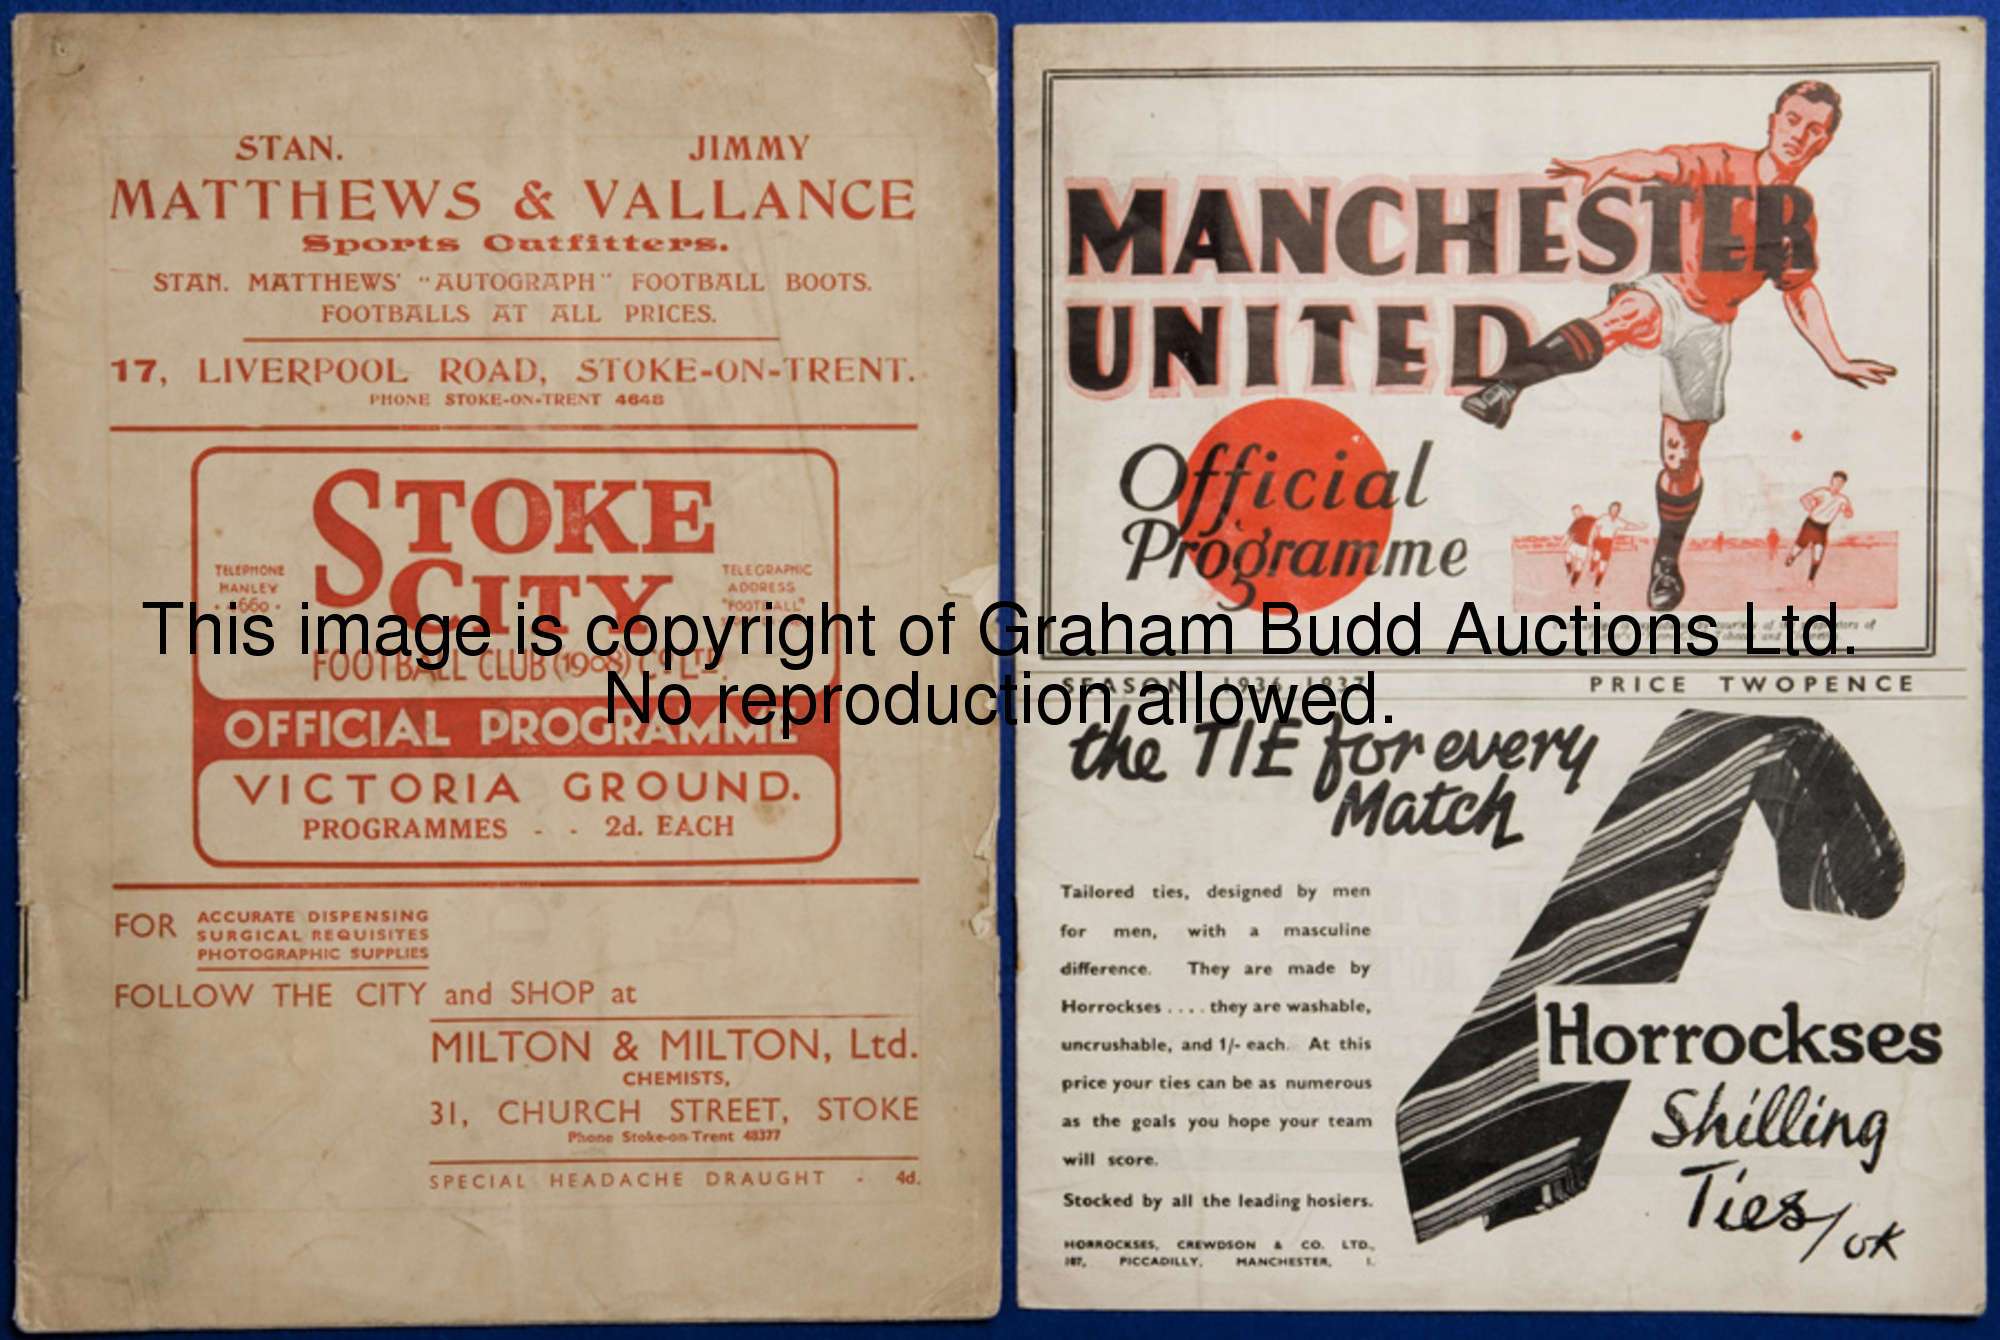 STAN. JIMMY
MATTHEWS & VALLANCE
Sports Outfitters.
STAN. MATTHEWS' "AUTOGRAPH" FOOTBALL BOOTS.
FOOTBALLS AT ALL PRICES.
17, LIVERPOOL ROAD, STOKE-ON-TRENT.
PHONE STOKE-ON-TRENT 4648
STOKE
CITY
TELEPHONE
HANLEY
TELEGRAPHIC
ADDRESS
"FOOTBALL"
FOOTBALL CLUB (1908)
OFFICIAL PROGRAMME
VICTORIA GROUND.
PROGRAMMES - - 2d. EACH
FOR ACCURATE DISPENSING
SURGICAL REQUISITES
PHOTOGRAPHIC SUPPLIES
FOLLOW THE CITY and SHOP at
MILTON & MILTON, Ltd.
CHEMISTS,
31, CHURCH STREET, STOKE
Phone Stoke-on-Trent 48377
SPECIAL HEADACHE DRAUGHT - 4d.
MANCHESTER
UNITED
Official
Programme
SEASON 1936-1937 PRICE TWOPENCE
the TIE for every
Match
Tailored ties, designed by men
for men, with a masculine
difference. They are made by
Horrockses .... they are washable,
uncrushable, and 1/- each. At this
price your ties can be as numerous
as the goals you hope your team
will score.
Stocked by all the leading hosiers.
HORROCKSES, CREWDSON & CO. LTD.,
107, PICCADILLY, MANCHESTER, 1.
Horrockses
Shilling
Ties/OK
This image is copyright of Graham Budd Auctions Ltd.
No reproduction allowed.